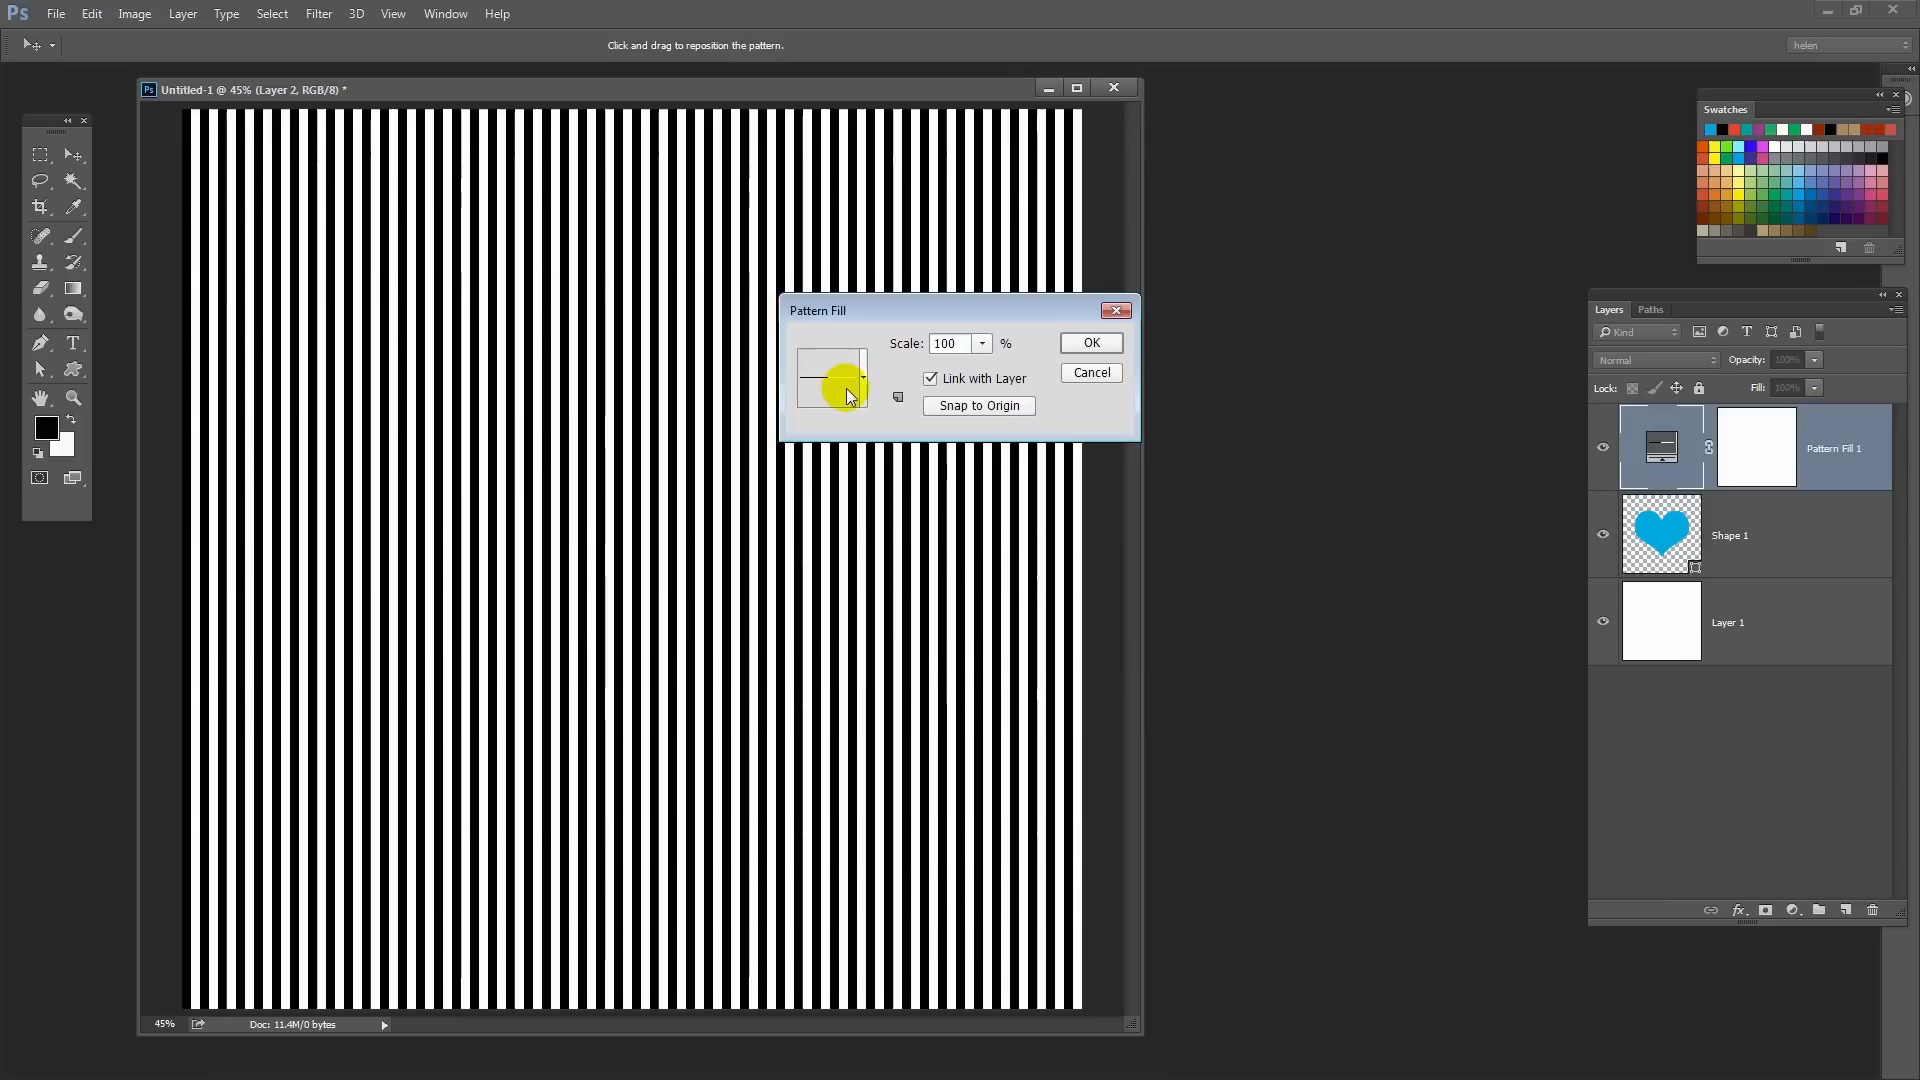 Ps File Edit Image Layer Type Select Filter 3D View Window Help
Click and drag to reposition the pattern.
helen
Ps Untitled-1 @ 45% (Layer 2, RGB/8) *
Swatches
Pattern Fill
Scale: 100 %
OK
Link with Layer
Cancel
Snap to Origin
Layers Paths
Kind
Normal Opacity: 100%
Lock: Fill: 100%
Pattern Fill 1
Shape 1
Layer 1
T
45% Doc: 11.4M/0 bytes